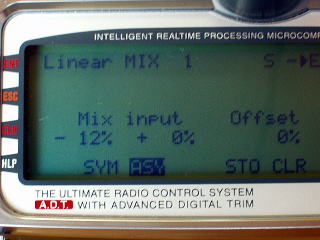 INTELLIGENT REALTIME PROCESSING MICROCOMP
Linear MIX 1 S → E
ESC
Mix input Offset
- 12% + 0% 0%
HLP
SYM ASY STO CLR
THE ULTIMATE RADIO CONTROL SYSTEM
A.D.T. WITH ADVANCED DIGITAL TRIM